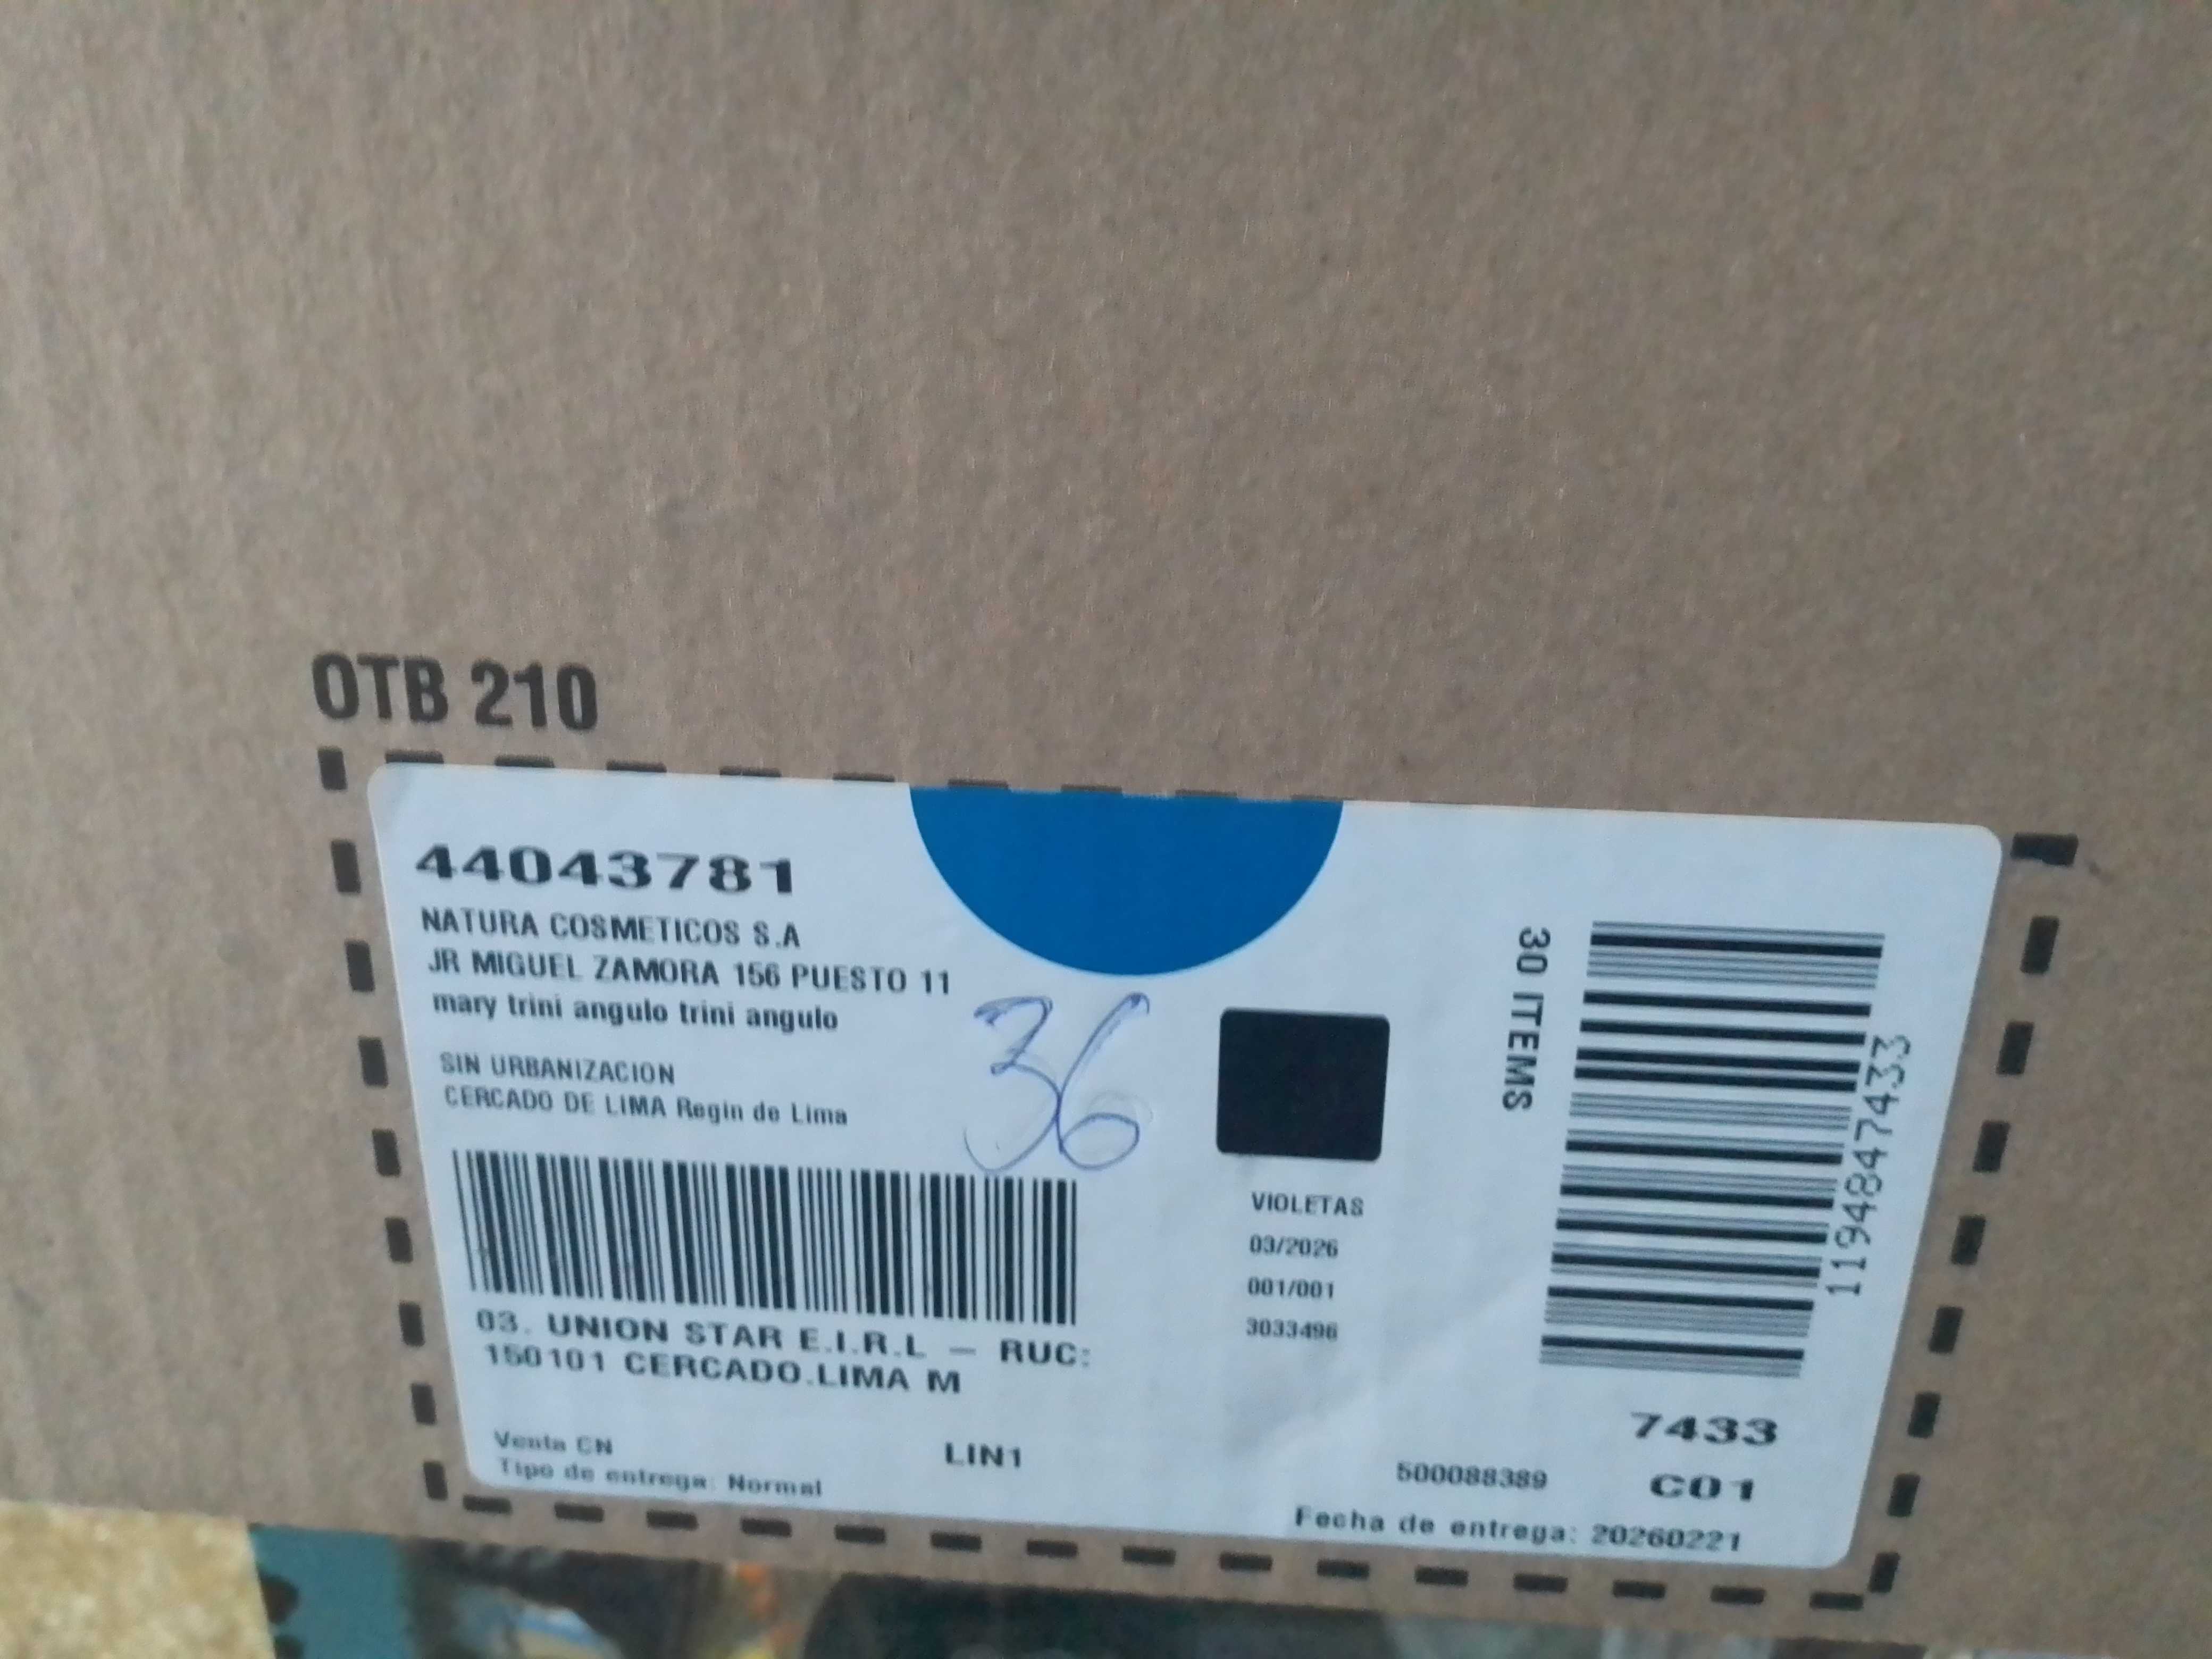 OTB 210
44043781
NATURA COSMETICOS S.A
JR MIGUEL ZAMORA 156 PUESTO 11
mary trini angulo trini angulo
SIN URBANIZACION
CERCADO DE LIMA Regin de Lima
36
03. UNION STAR E.I.R.L – RUC:
150101 CERCADO.LIMA M
Venta CN
Tipo de entrega: Normal
LIN1
VIOLETAS
03/2026
001/001
3033496
30 ITEMS
1194847433
7433
500088389
C01
Fecha de entrega: 20260221